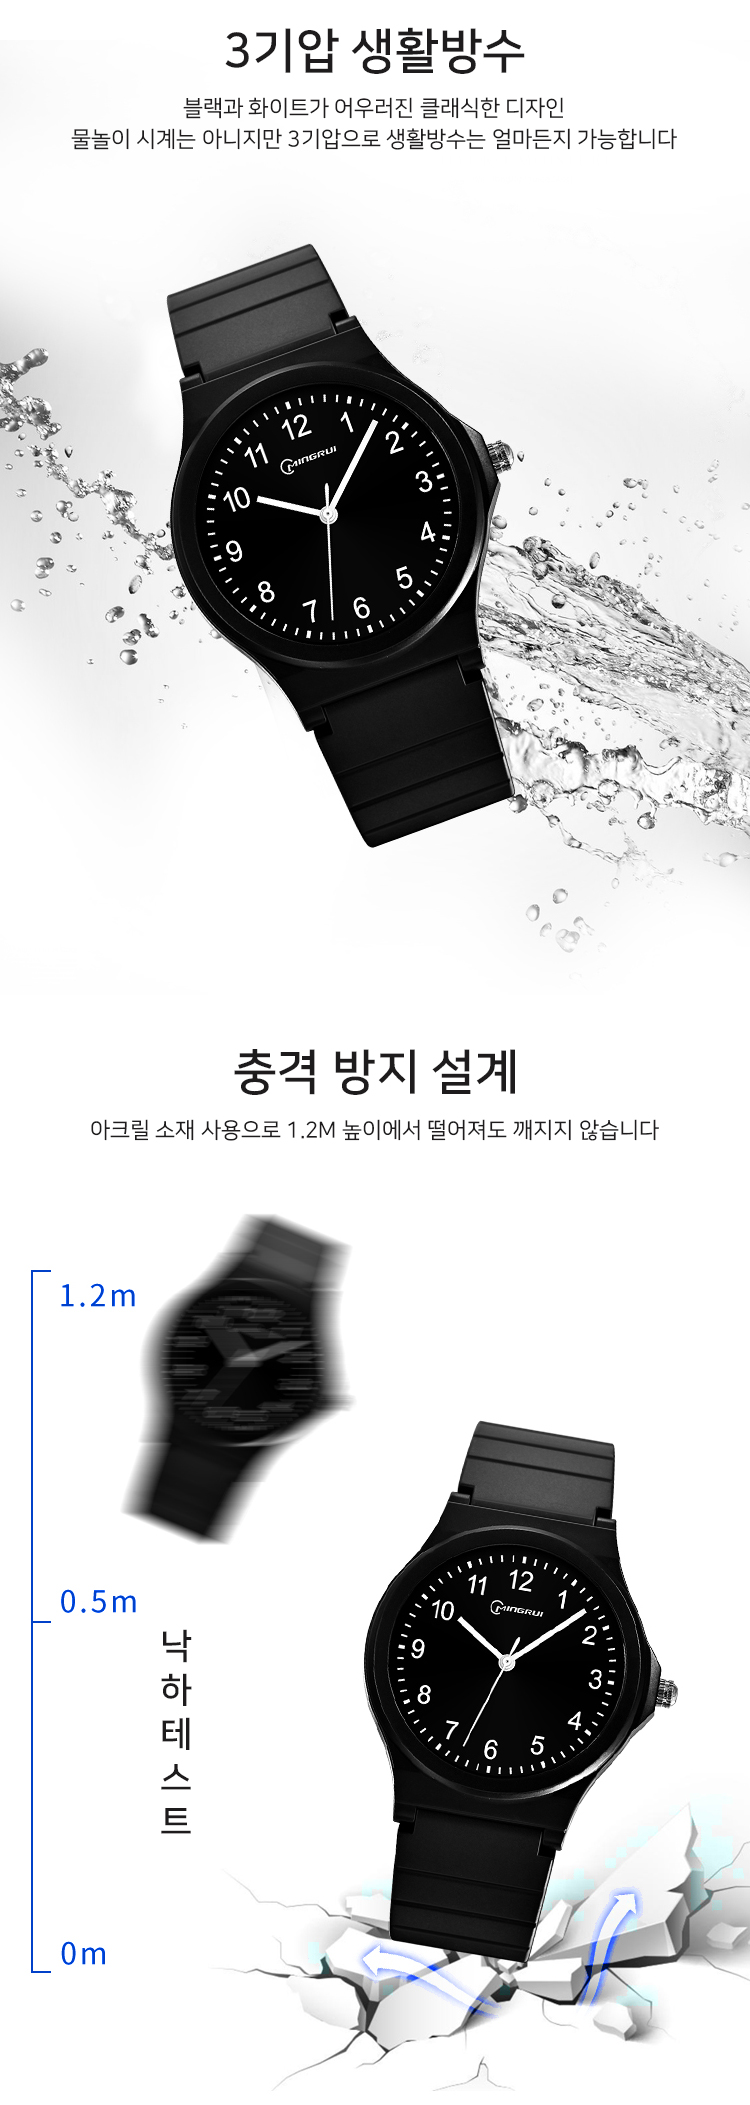 3기압 생활방수
블랙과 화이트가 어우러진 클래식한 디자인
물놀이 시계는 아니지만 3기압으로 생활방수는 얼마든지 가능합니다
12
1
2
3
4
5
6
7
8
9
10
11
MINGRUI
충격 방지 설계
아크릴 소재 사용으로 1.2M 높이에서 떨어져도 깨지지 않습니다
1.2m
0.5m
0m
낙하테스트
12
1
2
3
4
5
6
7
8
9
10
11
MINGRUI